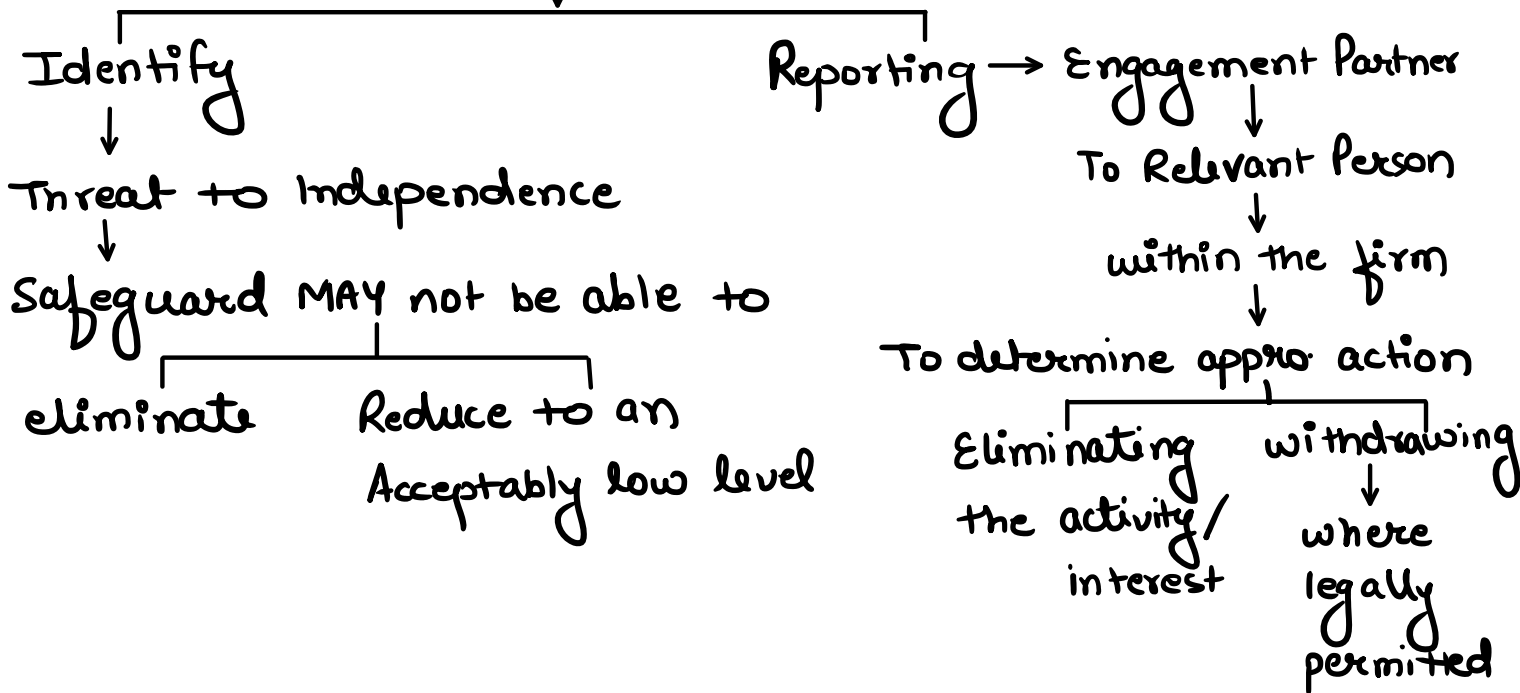 Identify
Threat to Independence
Safeguard MAY not be able to
eliminate
Reduce to an
Acceptably low level
Reporting → Engagement Partner
To Relevant Person
within the firm
To determine appro. action
Eliminating
the activity/
interest
withdrawing
where
legally
permitted